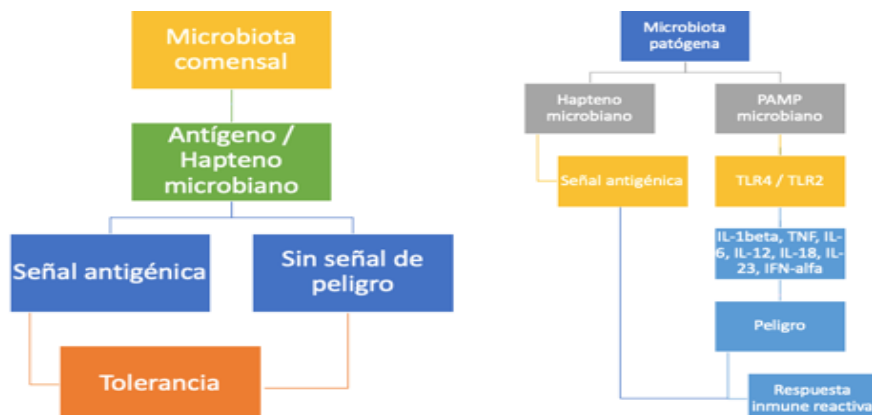 Microbiota
comensal
Antígeno /
Hapteno
microbiano
Señal antigénica
Sin señal de
peligro
Tolerancia
Microbiota
patógena
Hapteno
microbiano
PAMP
microbiano
Señal antigénica
TLR4 / TLR2
IL-1beta, TNF, IL-
6, IL-12, IL-18, IL-
23, IFN-alfa
Peligro
Respuesta
inmune reactiva